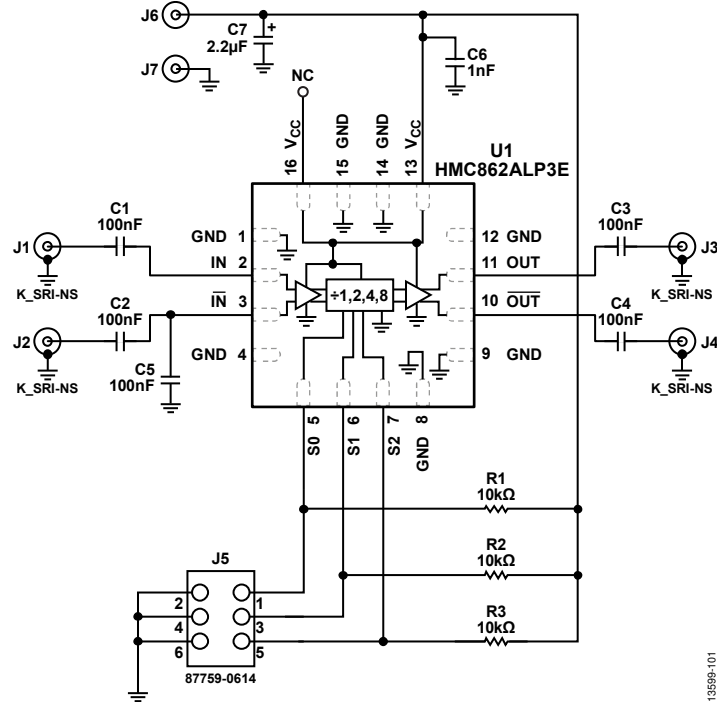 J6
C7
2.2µF
+
J7
C6
1nF
NC
16 VCC
15 GND
14 GND
13 VCC
U1
HMC862ALP3E
C1
100nF
J1
K_SRI-NS
GND 1
IN 2
12 GND
11 OUT
C3
100nF
J3
K_SRI-NS
C2
100nF
J2
K_SRI-NS
IN 3
÷1,2,4,8
10 OUT
C4
100nF
J4
K_SRI-NS
C5
100nF
GND 4
9 GND
S0 5
S1 6
S2 7
GND 8
R1
10kΩ
R2
10kΩ
R3
10kΩ
J5
2 1
4 3
6 5
87759-0614
13599-101